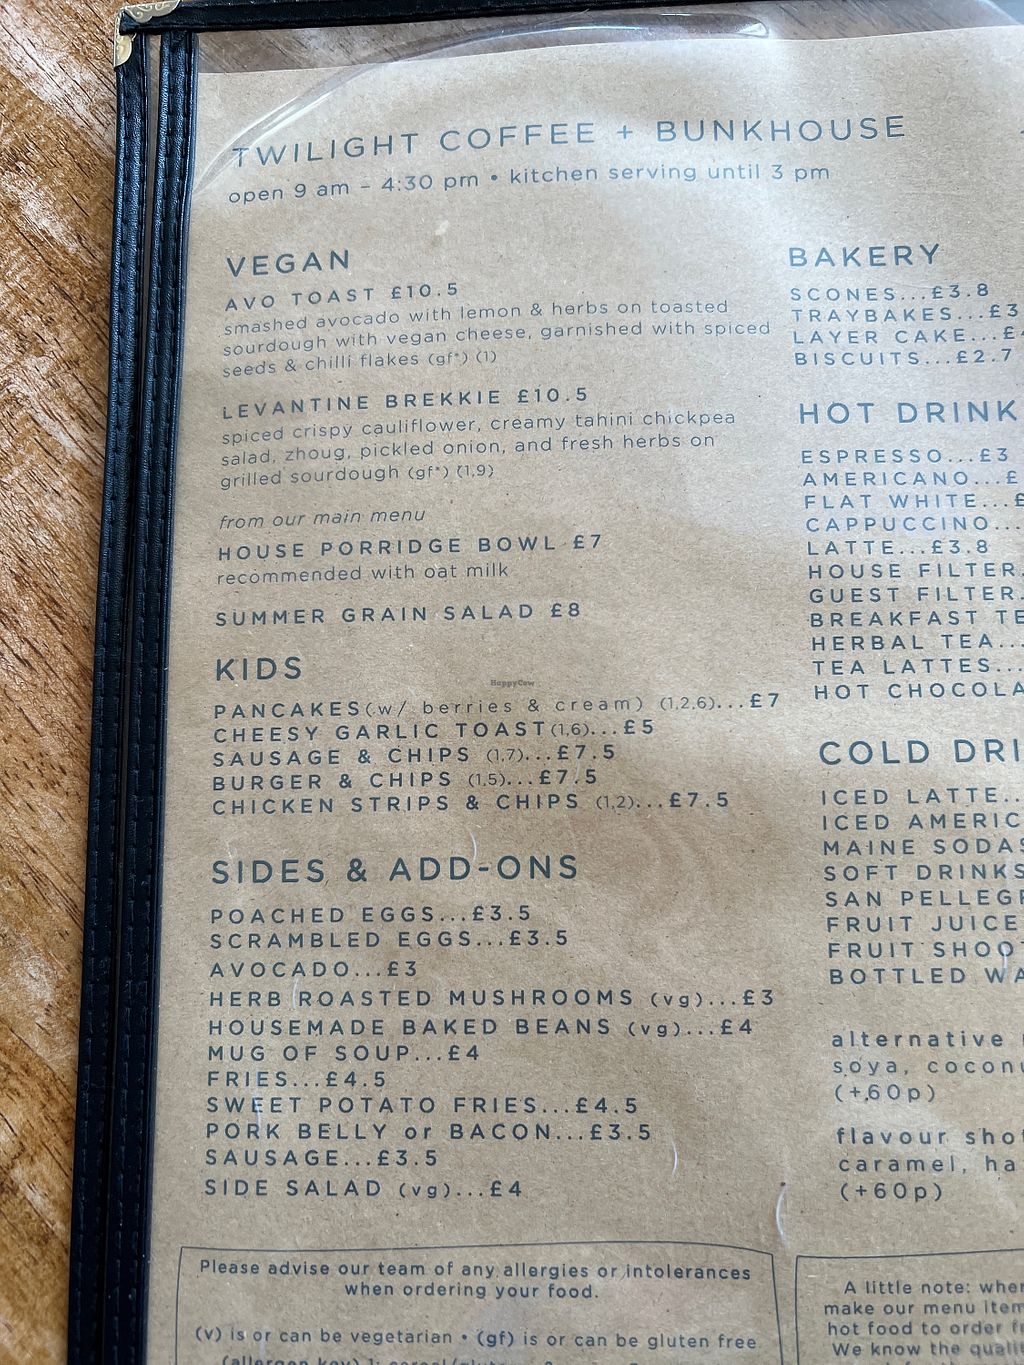 TWILIGHT COFFEE + BUNKHOUSE
open 9 am – 4:30 pm • kitchen serving until 3 pm
VEGAN
AVO TOAST £10.5
smashed avocado with lemon & herbs on toasted
sourdough with vegan cheese, garnished with spiced
seeds & chilli flakes (gf*) (1)
LEVANTINE BREKKIE £10.5
spiced crispy cauliflower, creamy tahini chickpea
salad, zhoug, pickled onion, and fresh herbs on
grilled sourdough (gf*) (1,9)
from our main menu
HOUSE PORRIDGE BOWL £7
recommended with oat milk
SUMMER GRAIN SALAD £8
KIDS
PANCAKES(w/ berries & cream) (1,2,6)...£7
CHEESY GARLIC TOAST(1,6)...£5
SAUSAGE & CHIPS (1,7)...£7.5
BURGER & CHIPS (1,5)...£7.5
CHICKEN STRIPS & CHIPS (1,2)...£7.5
HappyCow
SIDES & ADD-ONS
POACHED EGGS...£3.5
SCRAMBLED EGGS...£3.5
AVOCADO...£3
HERB ROASTED MUSHROOMS (vg)...£3
HOUSEMADE BAKED BEANS (vg)...£4
MUG OF SOUP...£4
FRIES...£4.5
SWEET POTATO FRIES...£4.5
PORK BELLY or BACON...£3.5
SAUSAGE...£3.5
SIDE SALAD (vg)...£4
Please advise our team of any allergies or intolerances
when ordering your food.
(v) is or can be vegetarian • (gf) is or can be gluten free
(allergen key) 1:
BAKERY
SCONES...£3.8
TRAYBAKES...£3
LAYER CAKE...£
BISCUITS...£2.7
HOT DRINK
ESPRESSO...£3
AMERICANO...£
FLAT WHITE...£
CAPPUCCINO...
LATTE...£3.8
HOUSE FILTER.
GUEST FILTER.
BREAKFAST TE
HERBAL TEA...
TEA LATTES...
HOT CHOCOLA
COLD DRI
ICED LATTE..
ICED AMERIC
MAINE SODAS
SOFT DRINKS
SAN PELLEGR
FRUIT JUICE
FRUIT SHOOT
BOTTLED WA
alternative
soya, coconu
(+60p)
flavour shot
caramel, ha
(+60p)
A little note: when
make our menu item
hot food to order fr
We know the qualit